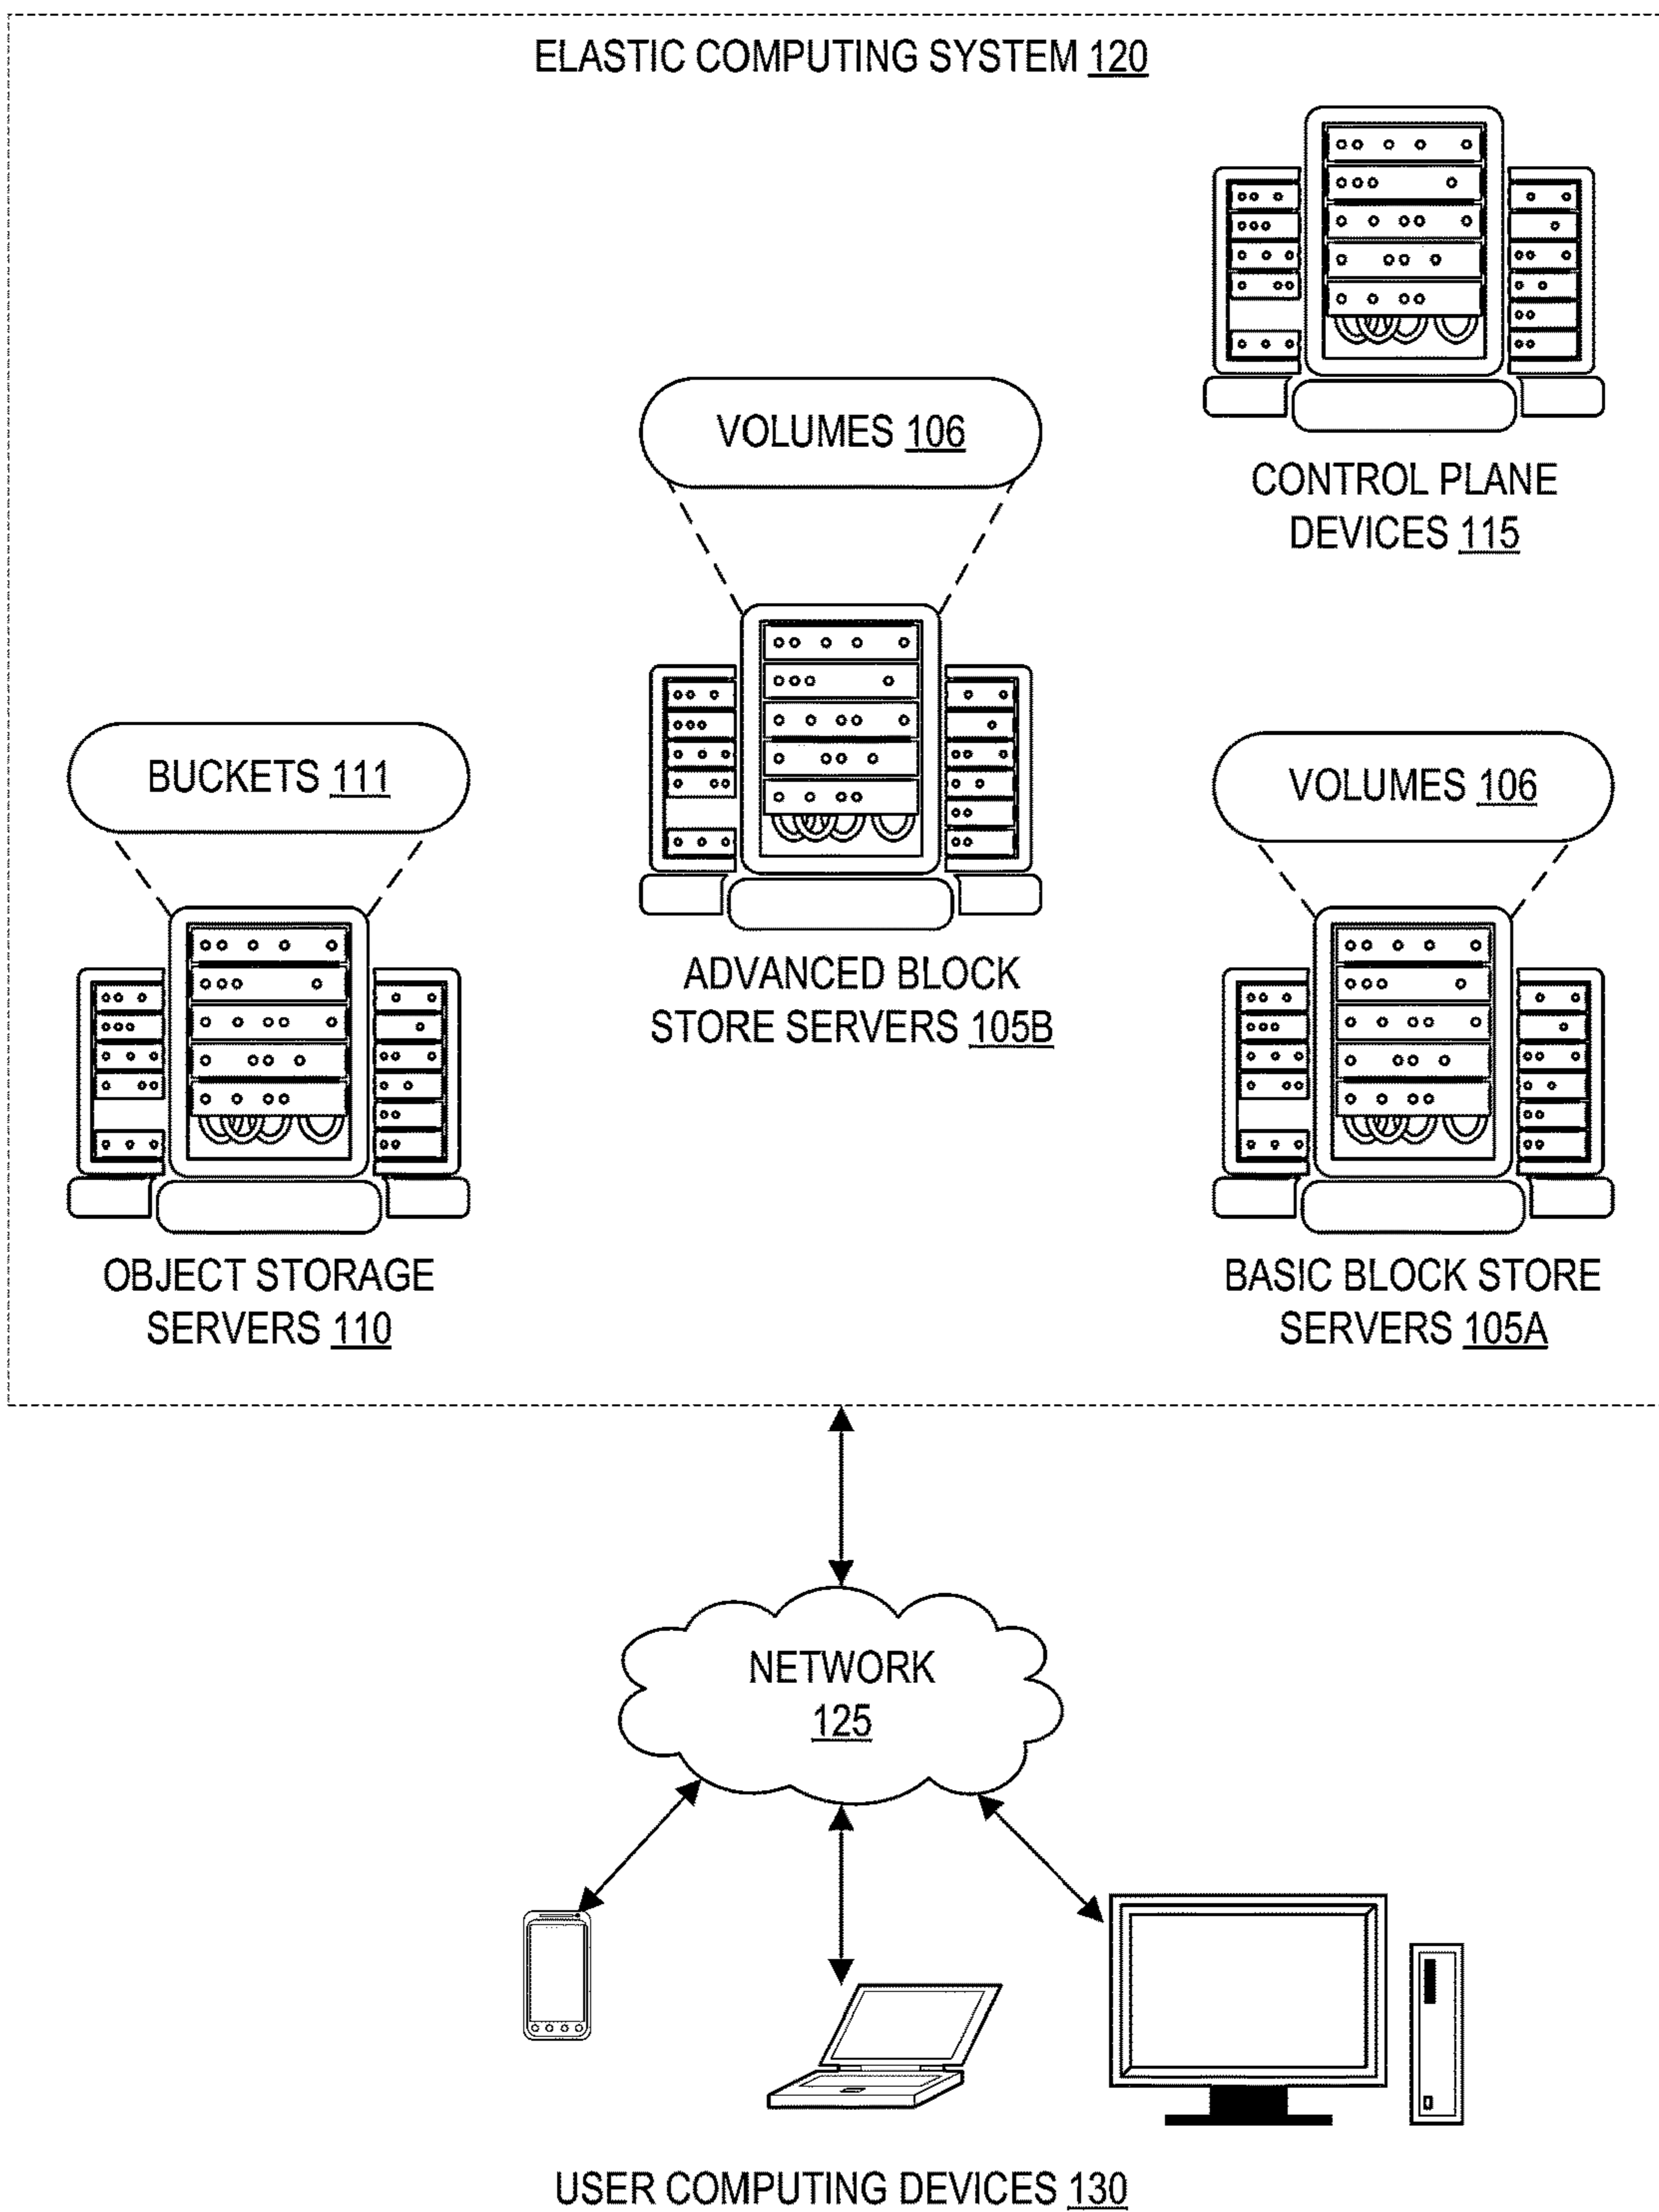 ELASTIC COMPUTING SYSTEM 120
CONTROL PLANE
DEVICES 115
VOLUMES 106
ADVANCED BLOCK
STORE SERVERS 105B
BUCKETS 111
OBJECT STORAGE
SERVERS 110
VOLUMES 106
BASIC BLOCK STORE
SERVERS 105A
NETWORK
125
USER COMPUTING DEVICES 130